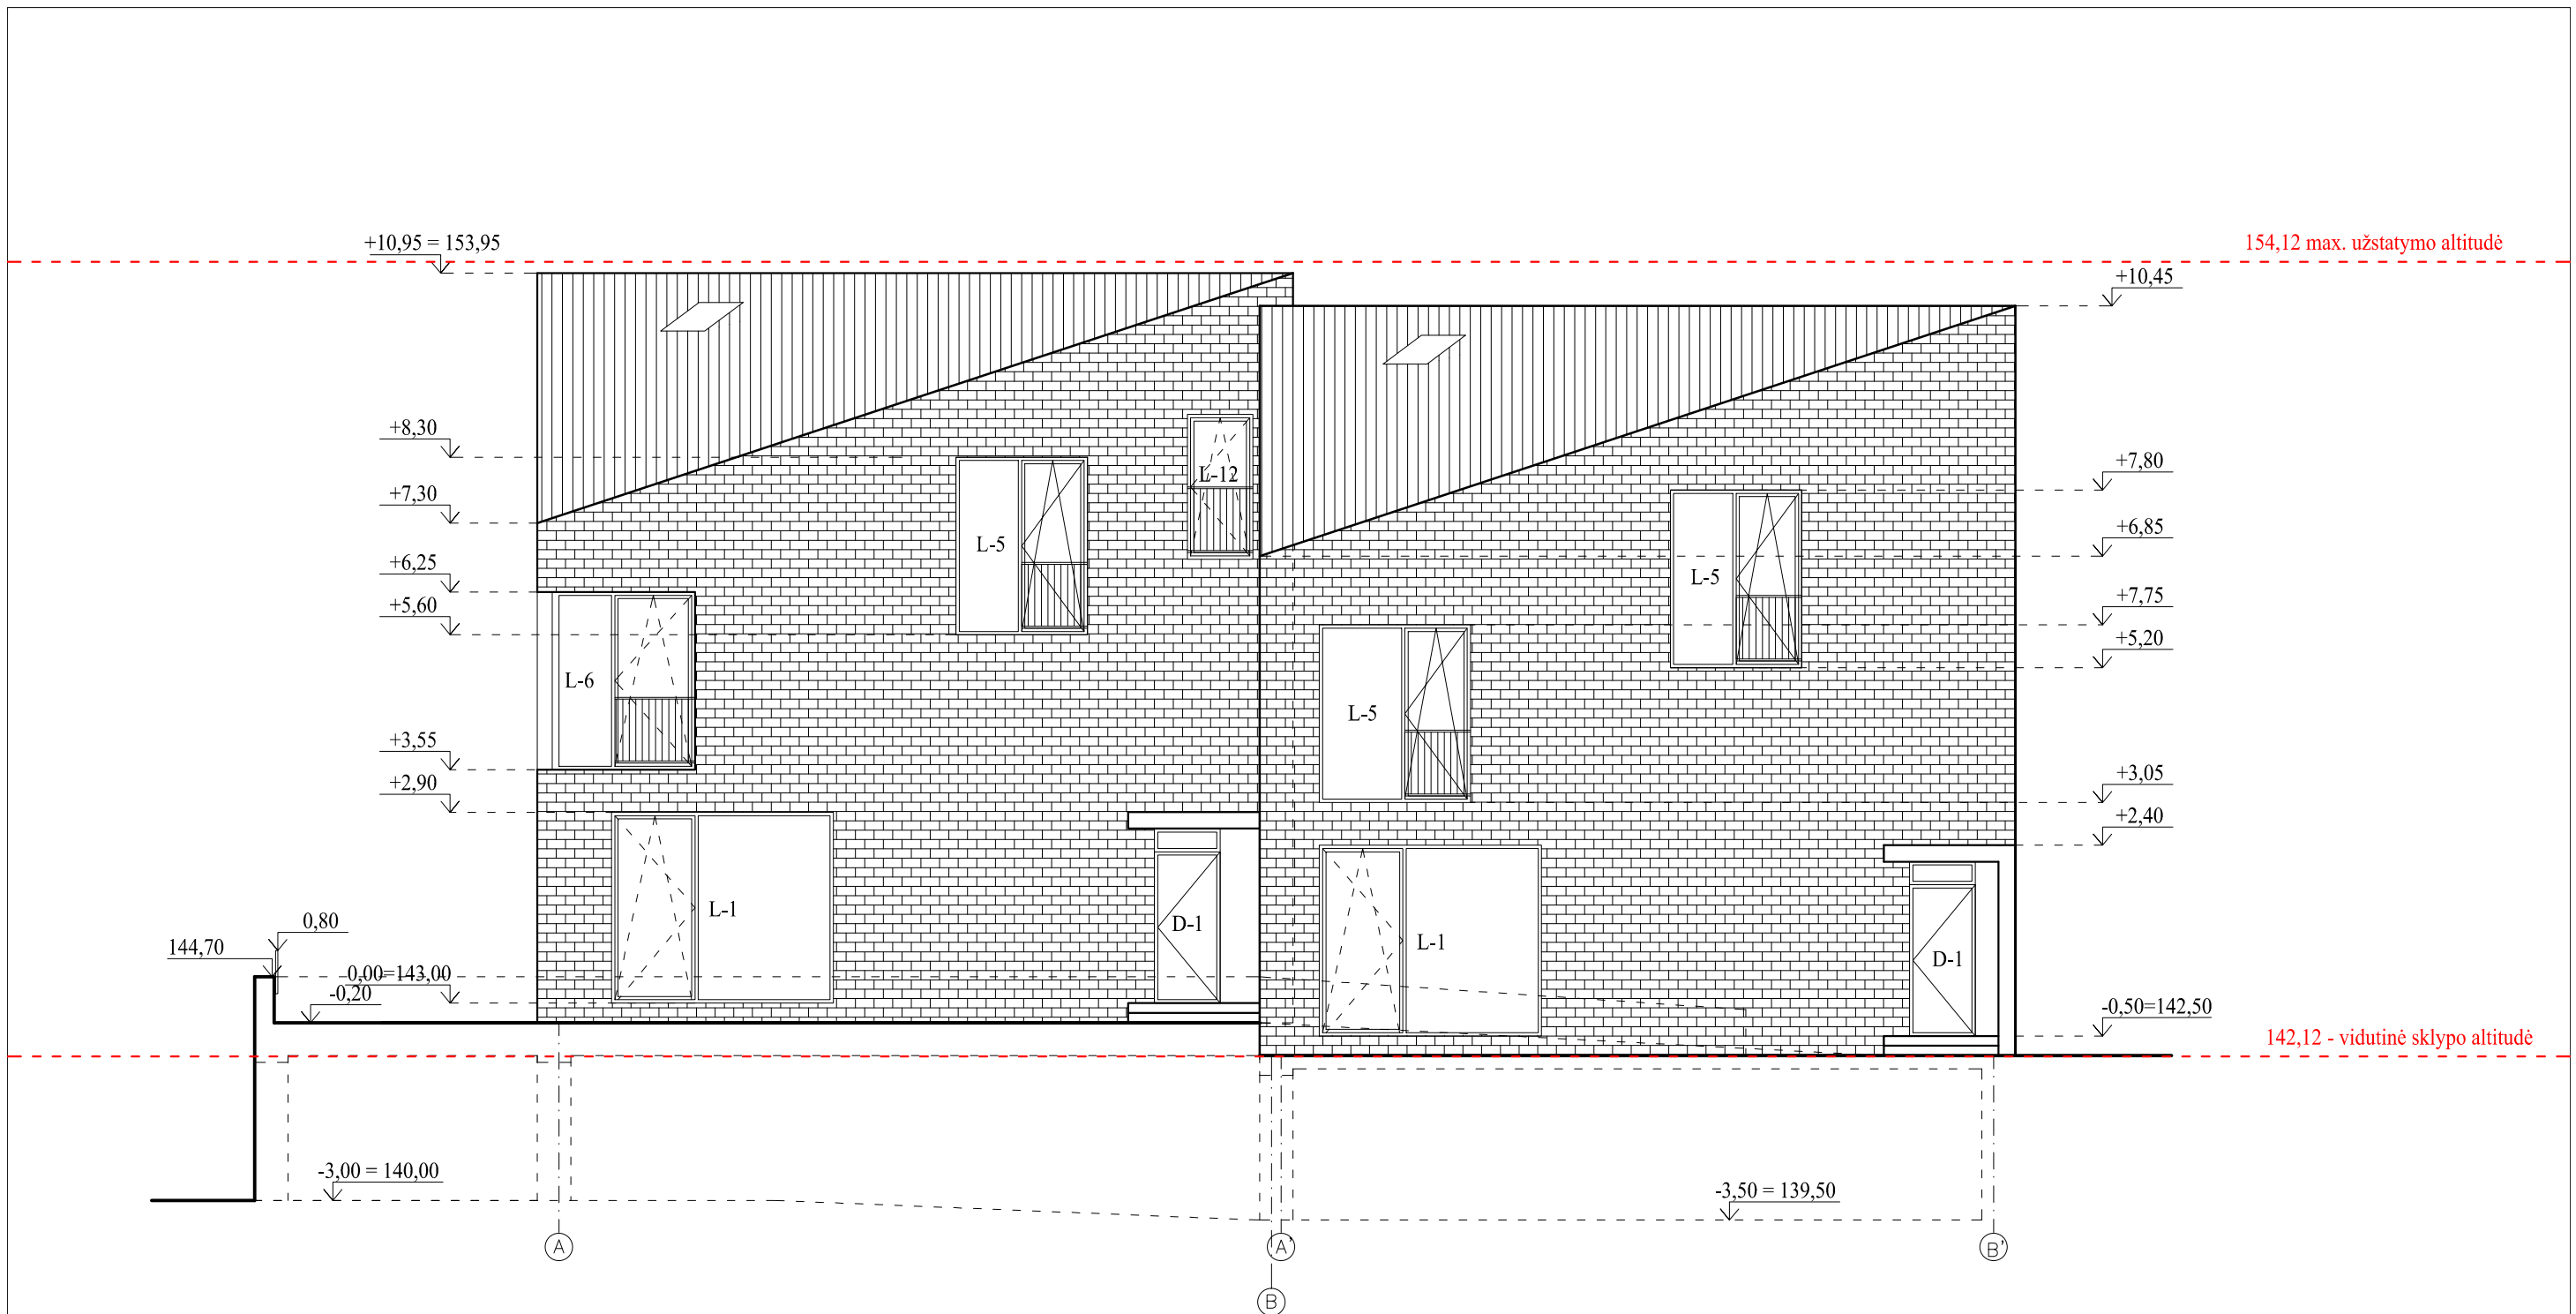 154,12 max. užstatymo altitudė
+10,95 = 153,95
+10,45
+8,30
L-12
+7,80
+7,30
+6,85
L-5
L-5
+6,25
+7,75
+5,60
+5,20
L-6
L-5
+3,55
+3,05
+2,90
+2,40
L-1
0,80
D-1
L-1
144,70
D-1
0,00=143,00
-0,20
-0,50=142,50
142,12 - vidutinė sklypo altitudė
-3,00 = 140,00
-3,50 = 139,50
A
A'
B'
B